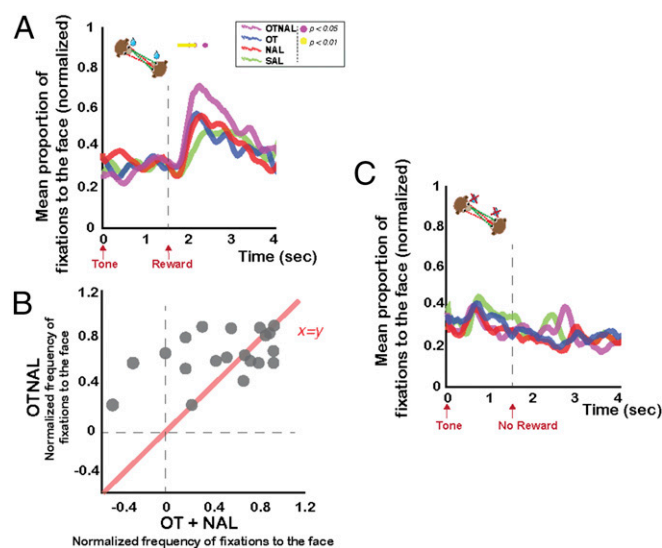 A
OTNAL
OT
NAL
SAL
p < 0.05
p < 0.01
Mean proportion of
fixations to the face (normalized)
1
0.8
0.6
0.4
0.2
0
0 1 2 3 4
Time (sec)
Tone
Reward
B
1.2
0.8
0.4
0
-0.4
x=y
OTNAL
Normalized frequency of
fixations to the face
-0.4 0 0.4 0.8 1.2
OT + NAL
Normalized frequency of fixations to the face
C
Mean proportion of
fixations to the face (normalized)
1
0.8
0.6
0.4
0.2
0
0 1 2 3 4
Time (sec)
Tone
No Reward